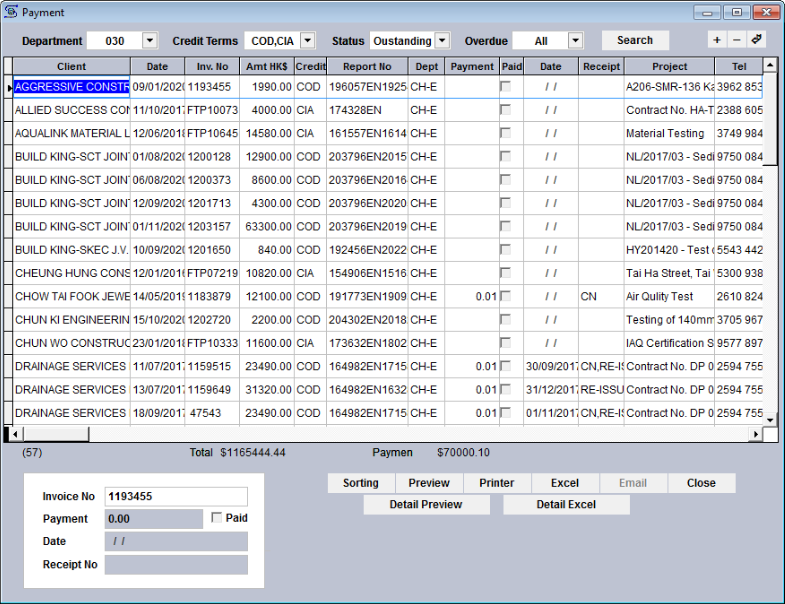 Payment
Department 030 Credit Terms COD,CIA Status Oustanding Overdue All Search + −
Client Date Inv. No Amt HK$ Credit Report No Dept Payment Paid Date Receipt Project Tel
AGGRESSIVE CONSTR 09/01/2020 1193455 1990.00 COD 196057EN1925 CH-E / / A206-SMR-136 Ka 3962 853
ALLIED SUCCESS CON 11/10/2017 FTP10073 4000.00 CIA 174328EN CH-E / / Contract No. HA-T 2388 605
AQUALINK MATERIAL L 12/06/2018 FTP10645 14580.00 CIA 161557EN1614 CH-E / / Material Testing 3749 984
BUILD KING-SCT JOINT 01/08/2020 1200128 12900.00 COD 203796EN2015 CH-E / / NL/2017/03 - Sedi 9750 084
BUILD KING-SCT JOINT 06/08/2020 1200373 8600.00 COD 203796EN2016 CH-E / / NL/2017/03 - Sedi 9750 084
BUILD KING-SCT JOINT 12/09/2020 1201713 4300.00 COD 203796EN2020 CH-E / / NL/2017/03 - Sedi 9750 084
BUILD KING-SCT JOINT 01/11/2020 1203157 63300.00 COD 203796EN2019 CH-E / / NL/2017/03 - Sedi 9750 084
BUILD KING-SKEC J.V. 10/09/2020 1201650 840.00 COD 192456EN2022 CH-E / / HY201420 - Test c 5543 442
CHEUNG HUNG CONS 12/01/2016 FTP07219 10820.00 CIA 154906EN1516 CH-E / / Tai Ha Street, Tai 5300 938
CHOW TAI FOOK JEWE 14/05/2019 1183879 12100.00 COD 191773EN1909 CH-E 0.01 / / CN Air Qulity Test 2610 824
CHUN KI ENGINEERIN 15/10/2020 1202720 2200.00 COD 204302EN2018 CH-E / / Testing of 140mm 3705 967
CHUN WO CONSTRUC 23/01/2018 FTP10333 11600.00 CIA 173632EN1802 CH-E / / IAQ Certification S 9577 897
DRAINAGE SERVICES 11/07/2017 1159515 23490.00 COD 164982EN1715 CH-E 0.01 30/09/2017 CN,RE-IS Contract No. DP 0 2594 755
DRAINAGE SERVICES 13/07/2017 1159649 31320.00 COD 164982EN1632 CH-E 0.01 31/12/2017 RE-ISSU Contract No. DP 0 2594 755
DRAINAGE SERVICES 18/09/2017 47543 23490.00 COD 164982EN1715 CH-E 0.01 01/11/2017 CN,RE-IS Contract No. DP 0 2594 755
(57) Total $1165444.44 Paymen $70000.10
Sorting Preview Printer Excel Email Close
Detail Preview Detail Excel
Invoice No 1193455
Payment 0.00 Paid
Date / /
Receipt No